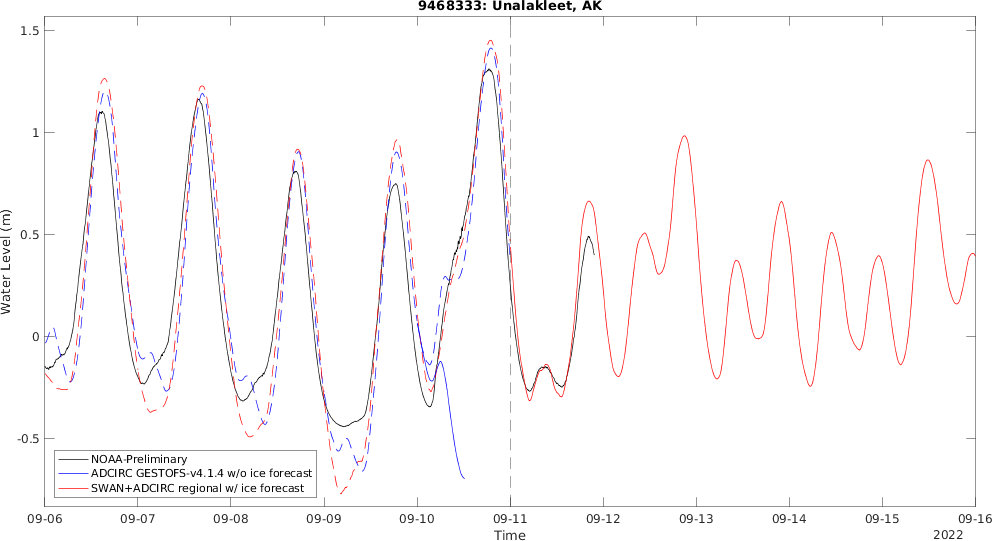 9468333: Unalakleet, AK
Water Level (m)
1.5
1
0.5
0
-0.5
NOAA-Preliminary
ADCIRC GESTOFS-v4.1.4 w/o ice forecast
SWAN+ADCIRC regional w/ ice forecast
09-06 09-07 09-08 09-09 09-10 09-11 09-12 09-13 09-14 09-15 09-16
Time
2022